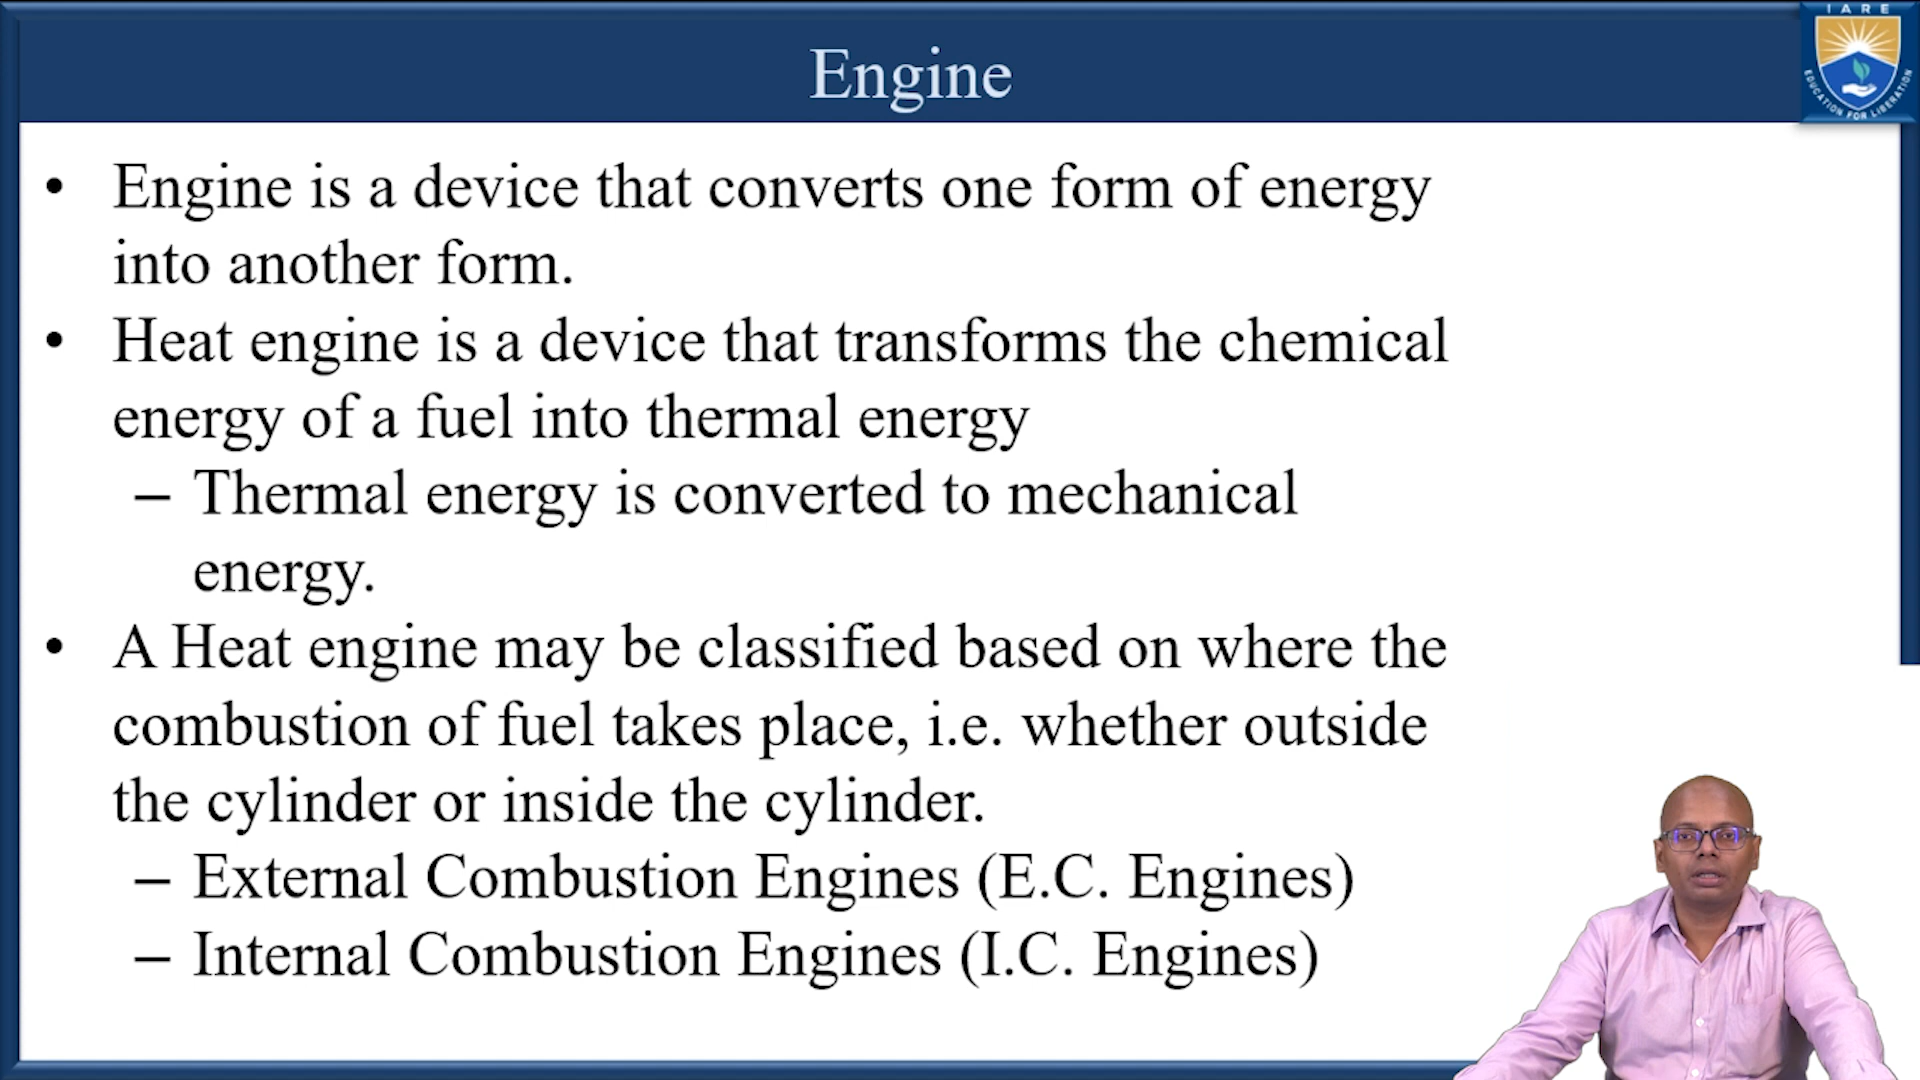 Engine
IARE
EDUCATION FOR LIBERATION
• Engine is a device that converts one form of energy
into another form.
• Heat engine is a device that transforms the chemical
energy of a fuel into thermal energy
– Thermal energy is converted to mechanical
energy.
• A Heat engine may be classified based on where the
combustion of fuel takes place, i.e. whether outside
the cylinder or inside the cylinder.
– External Combustion Engines (E.C. Engines)
– Internal Combustion Engines (I.C. Engines)